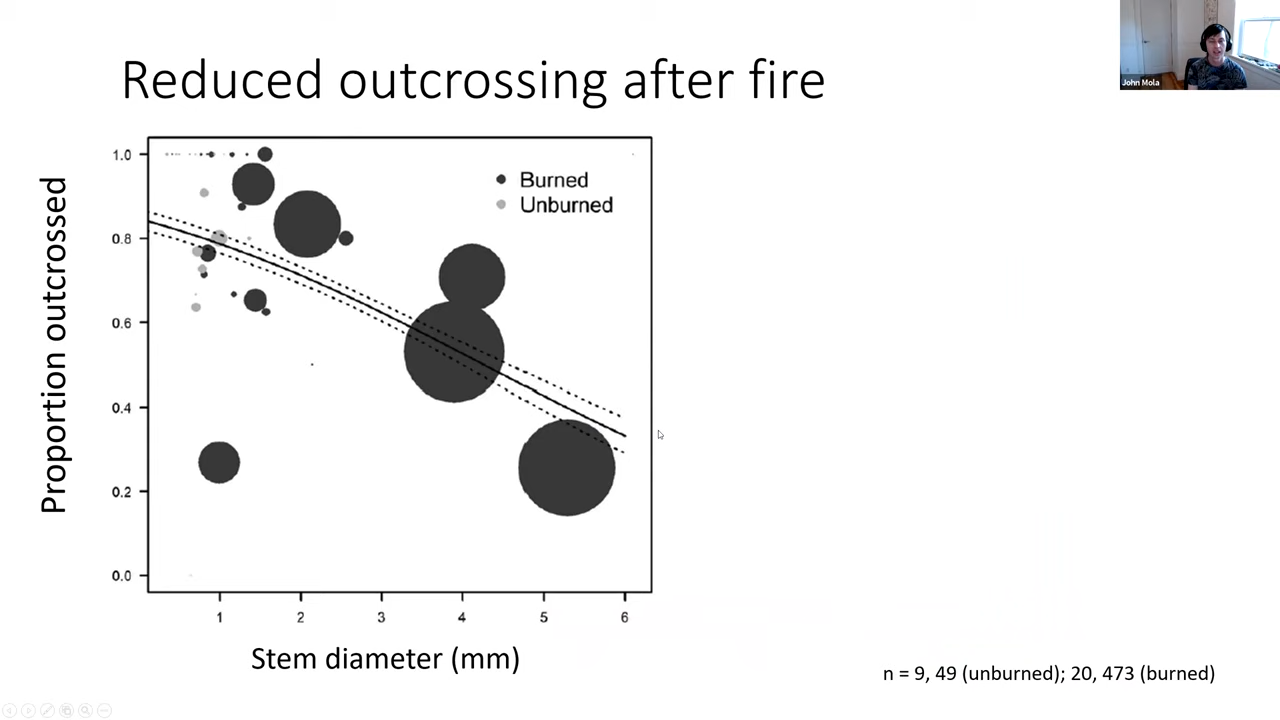 Reduced outcrossing after fire
John Mola
Proportion outcrossed
1.0
0.8
0.6
0.4
0.2
0.0
Burned
Unburned
1 2 3 4 5 6
Stem diameter (mm)
n = 9, 49 (unburned); 20, 473 (burned)